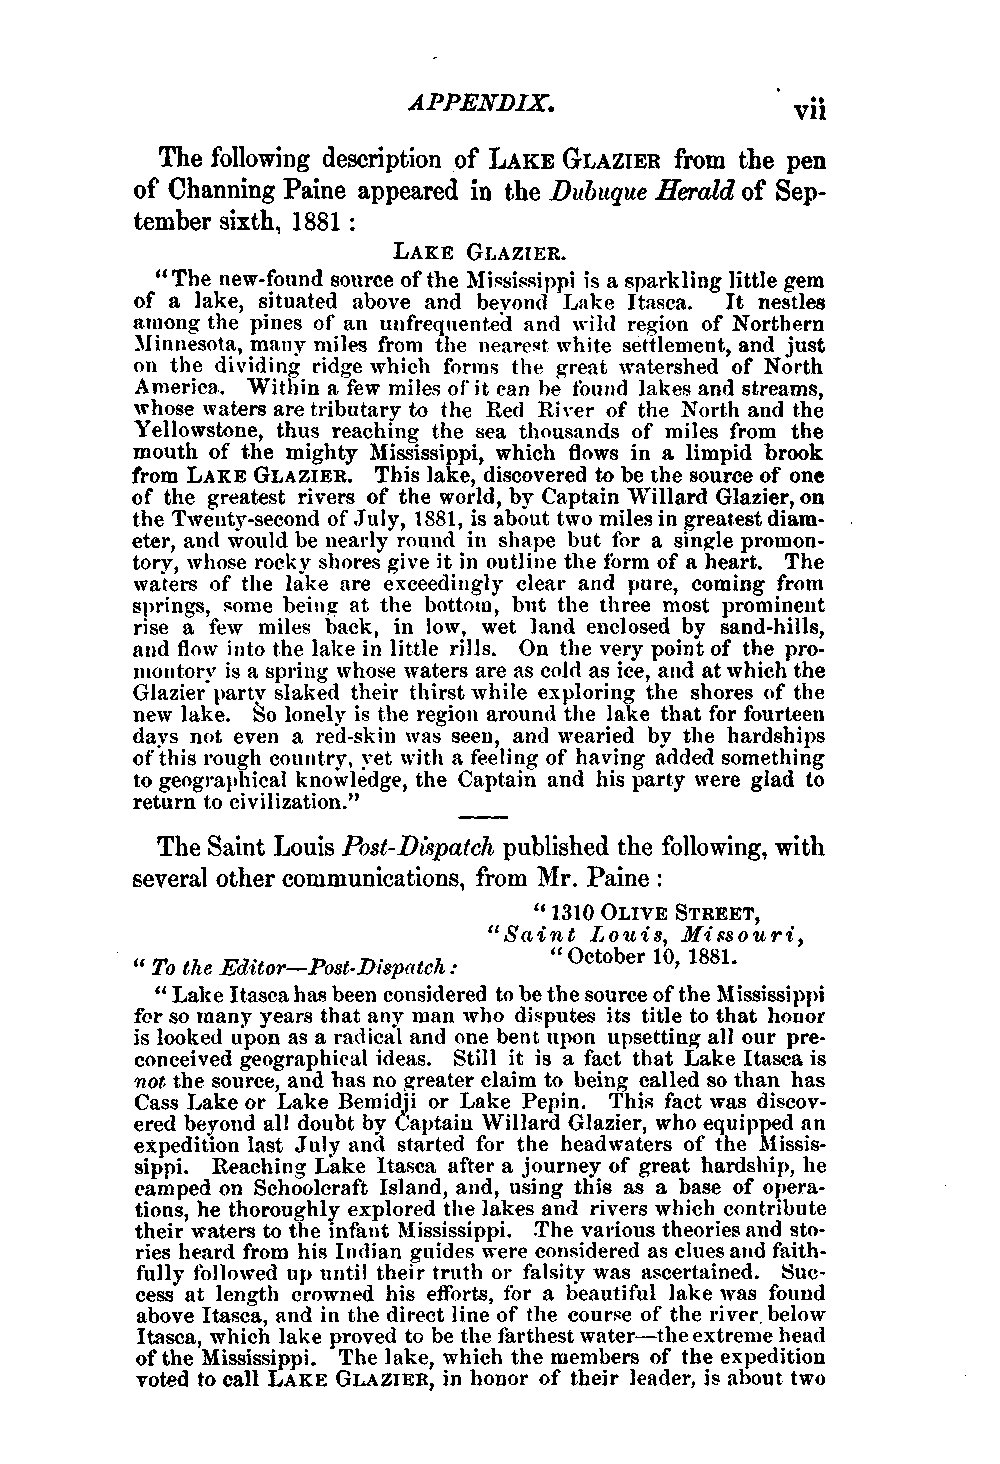 APPENDIX.
vii
The following description of LAKE GLAZIER from the pen
of Channing Paine appeared in the Dubuque Herald of Sep-
tember sixth, 1881 :
LAKE GLAZIER.
"The new-found source of the Mississippi is a sparkling little gem
of a lake, situated above and beyond Lake Itasca. It nestles
among the pines of an unfrequented and wild region of Northern
Minnesota, many miles from the nearest white settlement, and just
on the dividing ridge which forms the great watershed of North
America. Within a few miles of it can be found lakes and streams,
whose waters are tributary to the Red River of the North and the
Yellowstone, thus reaching the sea thousands of miles from the
mouth of the mighty Mississippi, which flows in a limpid brook
from LAKE GLAZIER. This lake, discovered to be the source of one
of the greatest rivers of the world, by Captain Willard Glazier, on
the Twenty-second of July, 1881, is about two miles in greatest diam-
eter, and would be nearly round in shape but for a single promon-
tory, whose rocky shores give it in outline the form of a heart. The
waters of the lake are exceedingly clear and pure, coming from
springs, some being at the bottom, but the three most prominent
rise a few miles back, in low, wet land enclosed by sand-hills,
and flow into the lake in little rills. On the very point of the pro-
montory is a spring whose waters are as cold as ice, and at which the
Glazier party slaked their thirst while exploring the shores of the
new lake. So lonely is the region around the lake that for fourteen
days not even a red-skin was seen, and wearied by the hardships
of this rough country, yet with a feeling of having added something
to geographical knowledge, the Captain and his party were glad to
return to civilization."
The Saint Louis Post-Dispatch published the following, with
several other communications, from Mr. Paine :
"1310 OLIVE STREET,
"Saint Louis, Missouri,
"October 10, 1881.
"To the Editor—Post-Dispatch :
"Lake Itasca has been considered to be the source of the Mississippi
for so many years that any man who disputes its title to that honor
is looked upon as a radical and one bent upon upsetting all our pre-
conceived geographical ideas. Still it is a fact that Lake Itasca is
not the source, and has no greater claim to being called so than has
Cass Lake or Lake Bemidji or Lake Pepin. This fact was discov-
ered beyond all doubt by Captain Willard Glazier, who equipped an
expedition last July and started for the headwaters of the Missis-
sippi. Reaching Lake Itasca after a journey of great hardship, he
camped on Schoolcraft Island, and, using this as a base of opera-
tions, he thoroughly explored the lakes and rivers which contribute
their waters to the infant Mississippi. The various theories and sto-
ries heard from his Indian guides were considered as clues and faith-
fully followed up until their truth or falsity was ascertained. Suc-
cess at length crowned his efforts, for a beautiful lake was found
above Itasca, and in the direct line of the course of the river below
Itasca, which lake proved to be the farthest water—the extreme head
of the Mississippi. The lake, which the members of the expedition
voted to call LAKE GLAZIER, in honor of their leader, is about two